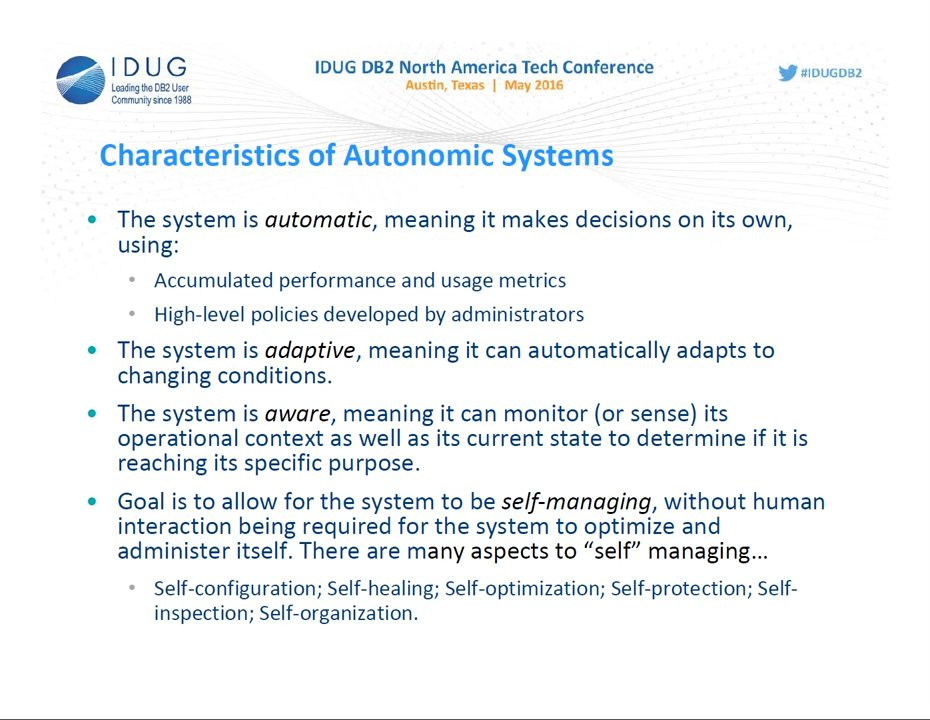 IDUG
Leading the DB2 User
Community since 1988
IDUG DB2 North America Tech Conference
Austin, Texas | May 2016
#IDUGDB2
Characteristics of Autonomic Systems
• The system is automatic, meaning it makes decisions on its own,
using:
• Accumulated performance and usage metrics
• High-level policies developed by administrators
• The system is adaptive, meaning it can automatically adapts to
changing conditions.
• The system is aware, meaning it can monitor (or sense) its
operational context as well as its current state to determine if it is
reaching its specific purpose.
• Goal is to allow for the system to be self-managing, without human
interaction being required for the system to optimize and
administer itself. There are many aspects to “self” managing…
• Self-configuration; Self-healing; Self-optimization; Self-protection; Self-
inspection; Self-organization.